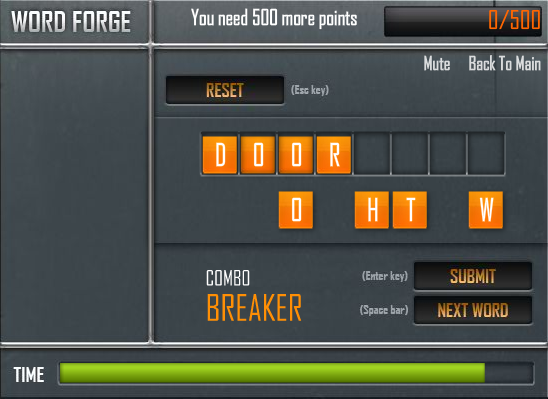 WORD FORGE
You need 500 more points
0/500
Mute Back To Main
RESET (Esc key)
D O O R
O H T W
COMBO
BREAKER
(Enter key) SUBMIT
(Space bar) NEXT WORD
TIME